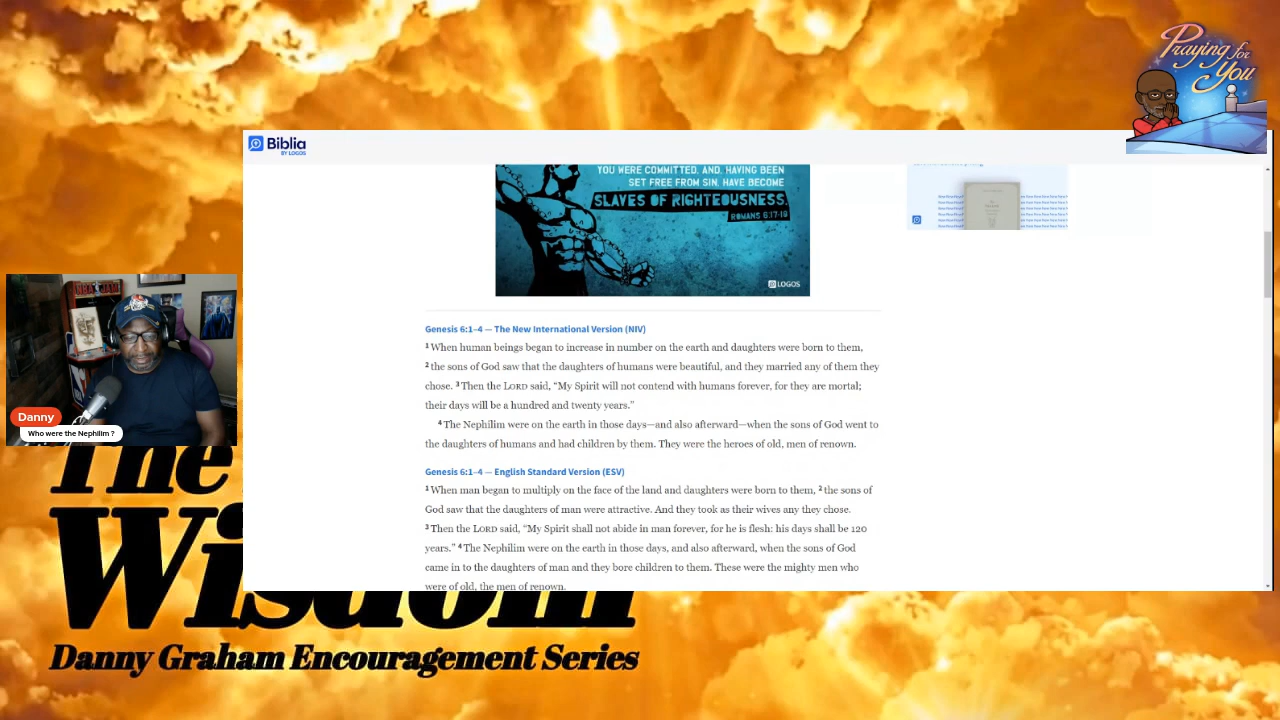 Praying for
You
Biblia
BY LOGOS
YOU WERE COMMITTED. AND, HAVING BEEN
SET FREE FROM SIN, HAVE BECOME
SLAVES OF RIGHTEOUSNESS.
ROMANS 6:17-18
LOGOS
Genesis 6:1–4 — The New International Version (NIV)
1 When human beings began to increase in number on the earth and daughters were born to them,
2 the sons of God saw that the daughters of humans were beautiful, and they married any of them they
chose. 3 Then the LORD said, “My Spirit will not contend with humans forever, for they are mortal;
their days will be a hundred and twenty years.”
4 The Nephilim were on the earth in those days—and also afterward—when the sons of God went to
the daughters of humans and had children by them. They were the heroes of old, men of renown.
Genesis 6:1–4 — English Standard Version (ESV)
1 When man began to multiply on the face of the land and daughters were born to them, 2 the sons of
God saw that the daughters of man were attractive. And they took as their wives any they chose.
3 Then the LORD said, “My Spirit shall not abide in man forever, for he is flesh: his days shall be 120
years.” 4 The Nephilim were on the earth in those days, and also afterward, when the sons of God
came in to the daughters of man and they bore children to them. These were the mighty men who
were of old, the men of renown.
Danny
Who were the Nephilim ?
The
Wisdom
Danny Graham Encouragement Series